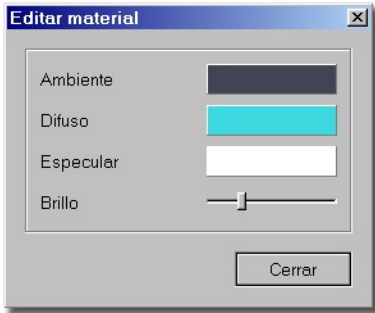 Editar material
Ambiente
Difuso
Especular
Brillo
Cerrar